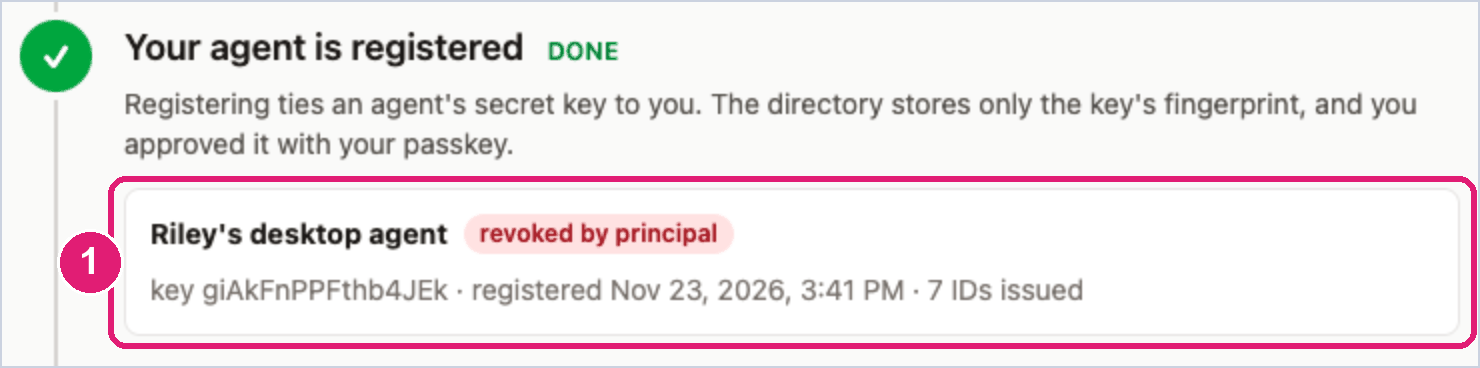 Your agent is registered DONE
Registering ties an agent's secret key to you. The directory stores only the key's fingerprint, and you
approved it with your passkey.
1
Riley's desktop agent revoked by principal
key giAkFnPPFthb4JEk · registered Nov 23, 2026, 3:41 PM · 7 IDs issued